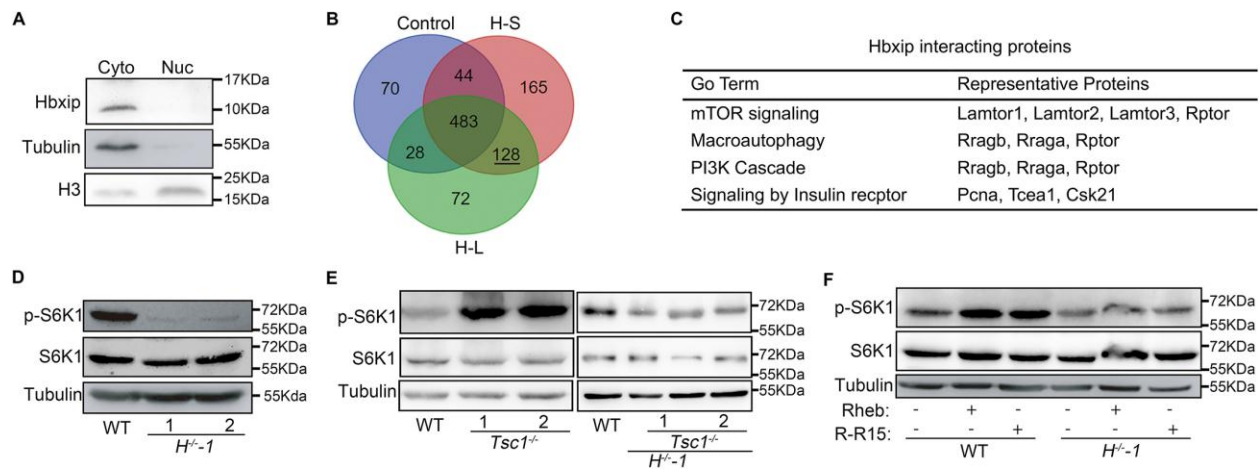 A
Cyto Nuc
Hbxip
17KDa
10KDa
Tubulin
55KDa
H3
25KDa
15KDa
B
Control
H-S
70
44
165
483
28
128
72
H-L
C
Hbxip interacting proteins
Go Term Representative Proteins
mTOR signaling Lamtor1, Lamtor2, Lamtor3, Rptor
Macroautophagy Rragb, Rraga, Rptor
PI3K Cascade Rragb, Rraga, Rptor
Signaling by Insulin recptor Pcna, Tcea1, Csk21
D
p-S6K1
72KDa
55KDa
S6K1
72KDa
55KDa
Tubulin
55Kda
WT 1 2
H-/--1
E
p-S6K1
72KDa
55KDa
S6K1
72KDa
55KDa
Tubulin
55KDa
WT 1 2 WT 1 2
Tsc1-/- Tsc1-/-
H-/--1
F
p-S6K1
72KDa
55KDa
S6K1
72KDa
55KDa
Tubulin
55KDa
Rheb: - + - - + -
R-R15: - - + - - +
WT H-/--1